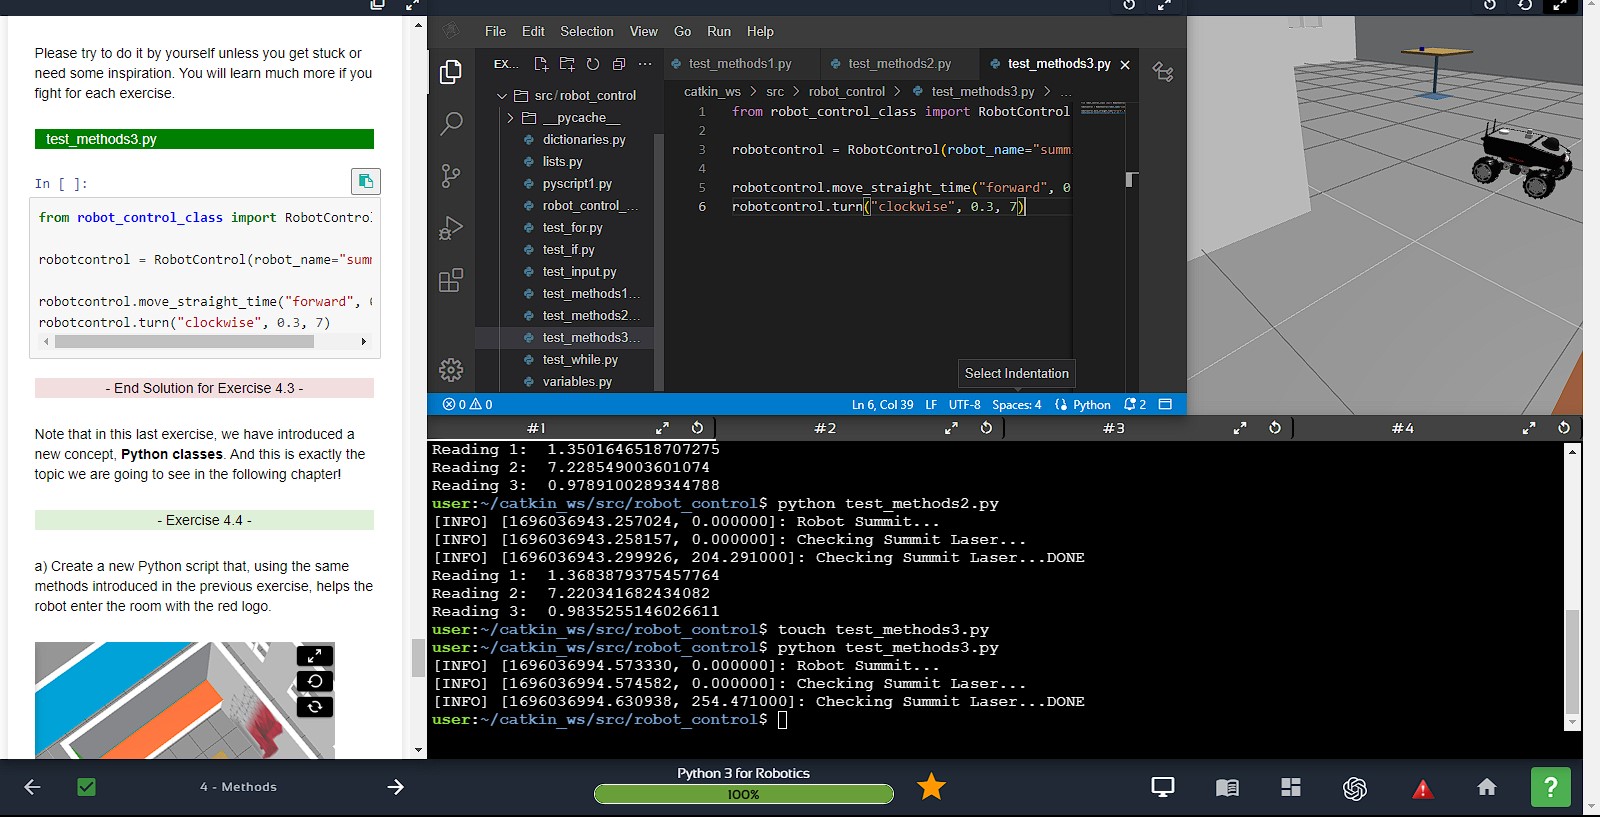 Please try to do it by yourself unless you get stuck or
need some inspiration. You will learn much more if you
fight for each exercise.
test_methods3.py
In [ ]:
from robot_control_class import RobotControl
robotcontrol = RobotControl(robot_name="summ
robotcontrol.move_straight_time("forward",
robotcontrol.turn("clockwise", 0.3, 7)
- End Solution for Exercise 4.3 -
Note that in this last exercise, we have introduced a
new concept, Python classes. And this is exactly the
topic we are going to see in the following chapter!
- Exercise 4.4 -
a) Create a new Python script that, using the same
methods introduced in the previous exercise, helps the
robot enter the room with the red logo.
File Edit Selection View Go Run Help
EX...
src/robot_control
__pycache__
dictionaries.py
lists.py
pyscript1.py
robot_control_...
test_for.py
test_if.py
test_input.py
test_methods1...
test_methods2...
test_methods3...
test_while.py
variables.py
test_methods1.py test_methods2.py test_methods3.py
catkin_ws > src > robot_control > test_methods3.py > ...
1 from robot_control_class import RobotControl
2
3 robotcontrol = RobotControl(robot_name="summ
4
5 robotcontrol.move_straight_time("forward", 0
6 robotcontrol.turn("clockwise", 0.3, 7)
Select Indentation
0 0 Ln 6, Col 39 LF UTF-8 Spaces: 4 Python 2
#1 #2 #3 #4
Reading 1: 1.3501646518707275
Reading 2: 7.228549003601074
Reading 3: 0.9789100289344788
user:~/catkin_ws/src/robot_control$ python test_methods2.py
[INFO] [1696036943.257024, 0.000000]: Robot Summit...
[INFO] [1696036943.258157, 0.000000]: Checking Summit Laser...
[INFO] [1696036943.299926, 204.291000]: Checking Summit Laser...DONE
Reading 1: 1.3683879375457764
Reading 2: 7.220341682434082
Reading 3: 0.9835255146026611
user:~/catkin_ws/src/robot_control$ touch test_methods3.py
user:~/catkin_ws/src/robot_control$ python test_methods3.py
[INFO] [1696036994.573330, 0.000000]: Robot Summit...
[INFO] [1696036994.574582, 0.000000]: Checking Summit Laser...
[INFO] [1696036994.630938, 254.471000]: Checking Summit Laser...DONE
user:~/catkin_ws/src/robot_control$
4 - Methods
Python 3 for Robotics
100%
?